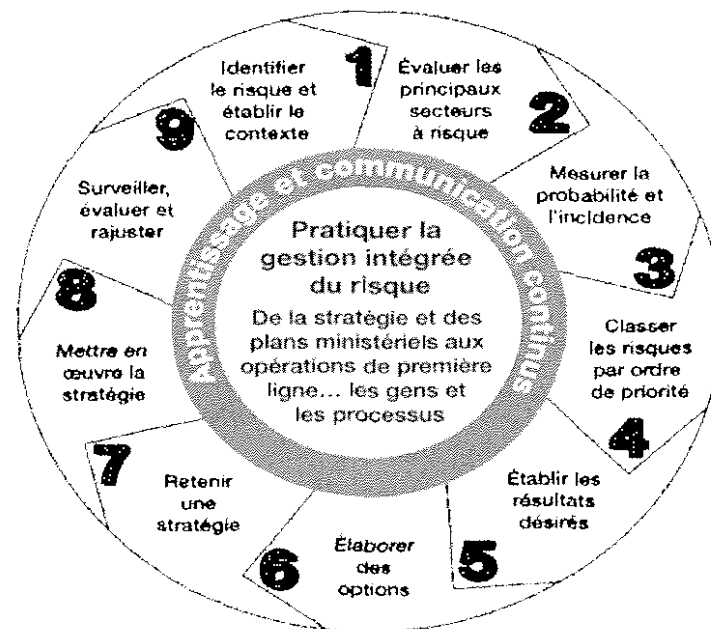 1
Identifier
le risque et
établir le
contexte
2
Évaluer les
principaux
secteurs
à risque
3
Mesurer la
probabilité et
l'incidence
4
Classer
les risques
par ordre
de priorité
5
Établir les
résultats
désirés
6
Élaborer
des
options
7
Retenir
une
stratégie
8
Mettre en
œuvre la
stratégie
9
Surveiller,
évaluer et
rajuster
Apprentissage et communication continus
Pratiquer la
gestion intégrée
du risque
De la stratégie et des
plans ministériels aux
opérations de première
ligne... les gens et
les processus